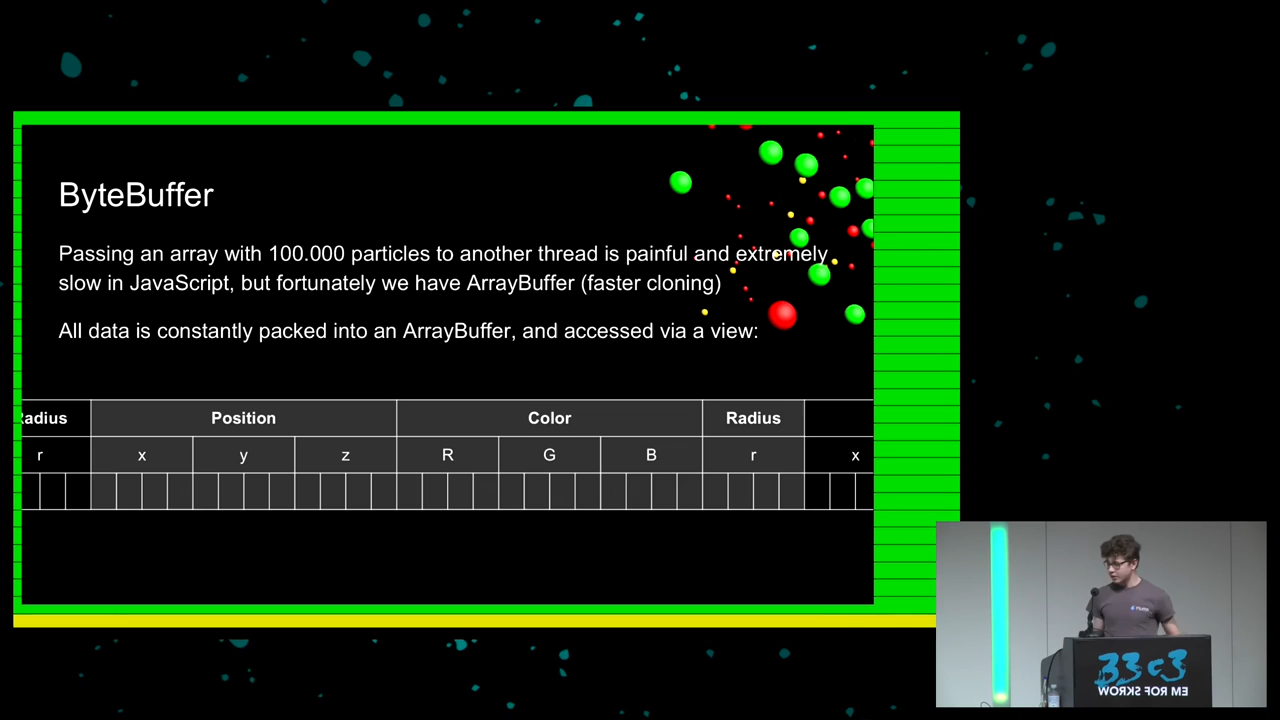 ByteBuffer
Passing an array with 100.000 particles to another thread is painful and extremely
slow in JavaScript, but fortunately we have ArrayBuffer (faster cloning)
All data is constantly packed into an ArrayBuffer, and accessed via a view:
Radius Position Color Radius
r x y z R G B r x
33c3
WORKS FOR ME